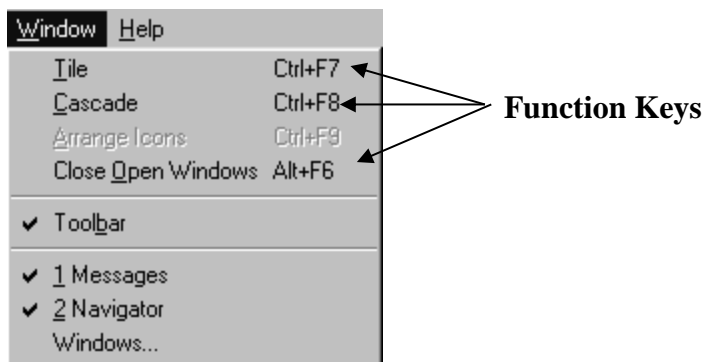 Window Help
Tile Ctrl+F7
Cascade Ctrl+F8
Arrange Icons Ctrl+F9
Close Open Windows Alt+F6
Toolbar
1 Messages
2 Navigator
Windows...
Function Keys